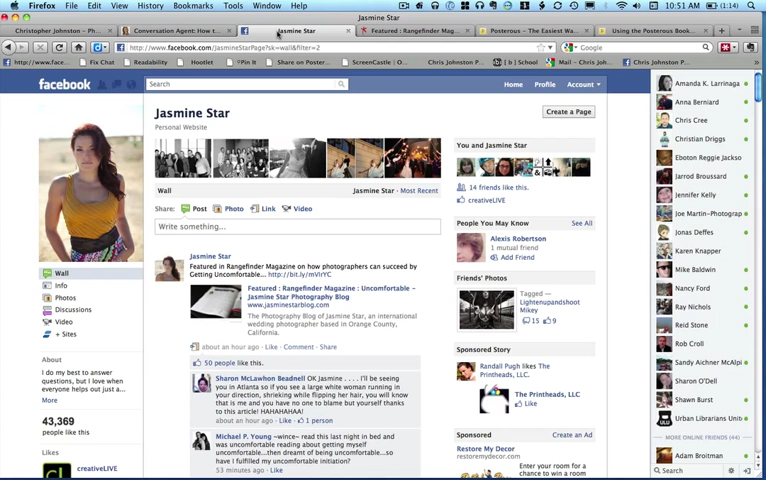 Firefox File Edit View History Bookmarks Tools Window Help 10:51 AM (1:14)
Jasmine Star
Christopher Johnston – Ph... Conversation Agent: How t... Jasmine Star Featured : Rangefinder Mag... Posterous – The Easiest Wa... Using the Posterous Book...
http://www.facebook.com/JasmineStarPage?sk=wall&filter=2 Google
http://www.face... Fix Chat Readability Hootlet Pin It Share on Poster... ScreenCastle ( O... Chris Johnston P... [ b ] School Mail – Chris Joh... Chris Johnston P...
facebook Search Home Profile Account
Jasmine Star
Personal Website
Create a Page
Wall Jasmine Star · Most Recent
Share: Post Photo Link Video
Write something...
Jasmine Star
Featured in Rangefinder Magazine on how photographers can succeed by
Getting Uncomfortable... http://bit.ly/mVIrYC
Featured : Rangefinder Magazine : Uncomfortable –
Jasmine Star Photography Blog
www.jasminestarblog.com
The Photography Blog of Jasmine Star, an international
wedding photographer based in Orange County,
California.
about an hour ago · Like · Comment · Share
50 people like this.
Sharon McLawhon Beadnell OK Jasmine . . . . I'll be seeing
you in Atlanta so if you see a large white woman running in
your direction, shrieking while flipping her hair, you will know
that is me and you have no one to blame but yourself thanks
to this article! HAHAHAHA!
about an hour ago · Like · 1 person
Michael P. Young ~wince~ read this last night in bed and
was uncomfortable reading about getting myself
uncomfortable...then dreamt of being uncomfortable...so
have I fulfilled my uncomfortable initiation?
53 minutes ago · Like
Wall
Info
Photos
Discussions
Video
+ Sites
About
I do my best to answer
questions, but I love when
everyone helps out just a...
More
43,369
people like this
Likes
creativeLIVE
You and Jasmine Star
14 friends like this.
creativeLIVE
People You May Know See All
Alexis Robertson
1 mutual friend
Add Friend
Friends' Photos
Tagged —
Lightenupandshoot
Mikey
15 9
Sponsored Story
Randall Pugh likes The
Printheads, LLC.
The Printheads, LLC
Like
Sponsored Create an Ad
Restore My Decor
restoremydecor.com
Enter your room for a
chance to win one of
Amanda K. Larrinaga
Anna Berniard
Chris Cree
Christian Driggs
Eboton Reggie Jackso
Jarrod Broussard
Jennifer Kelly
Joe Martin-Photograp
Jonas Deffes
Karen Knapper
Mike Baldwin
Nancy Ford
Ray Nichols
Reid Stone
Rob Croll
Sandy Aichner McAlpi
Sharon O'Dell
Shawn Burst
Urban Librarians Unit
MORE ONLINE FRIENDS (44)
Adam Broitman
Search